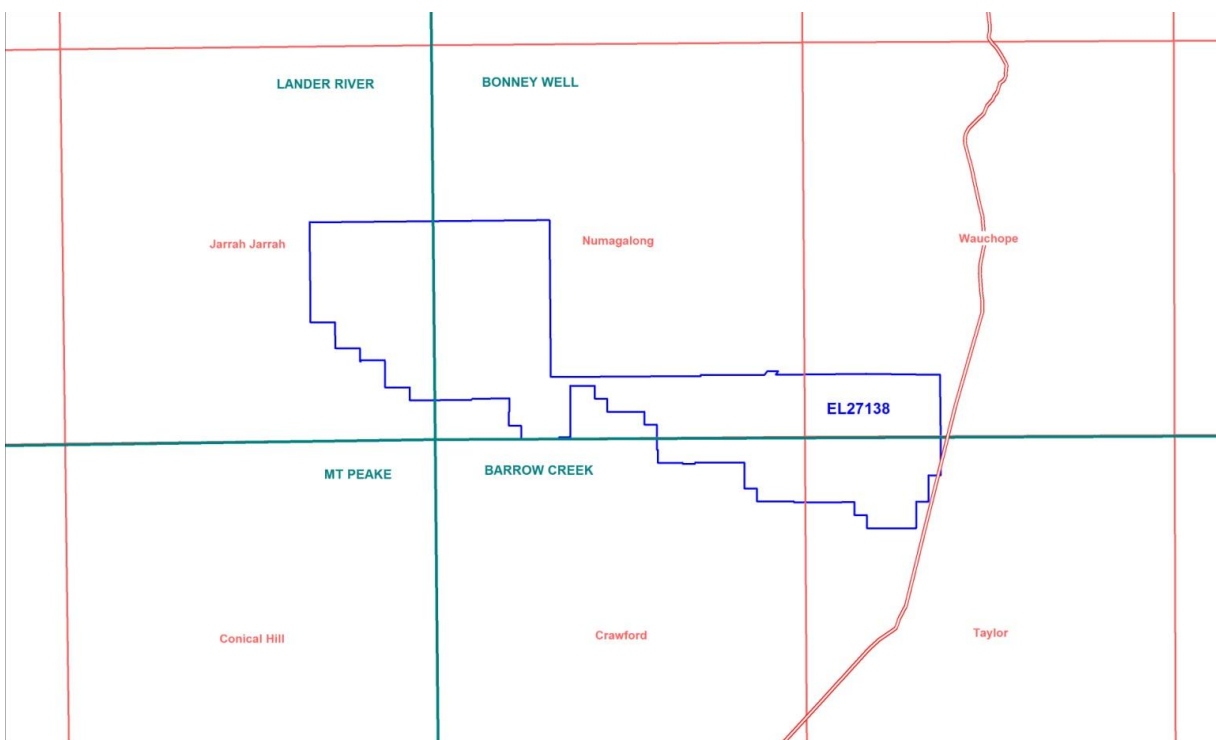 LANDER RIVER
BONNEY WELL
Jarrah Jarrah
Numagalong
Wauchope
EL27138
MT PEAKE
BARROW CREEK
Conical Hill
Crawford
Taylor